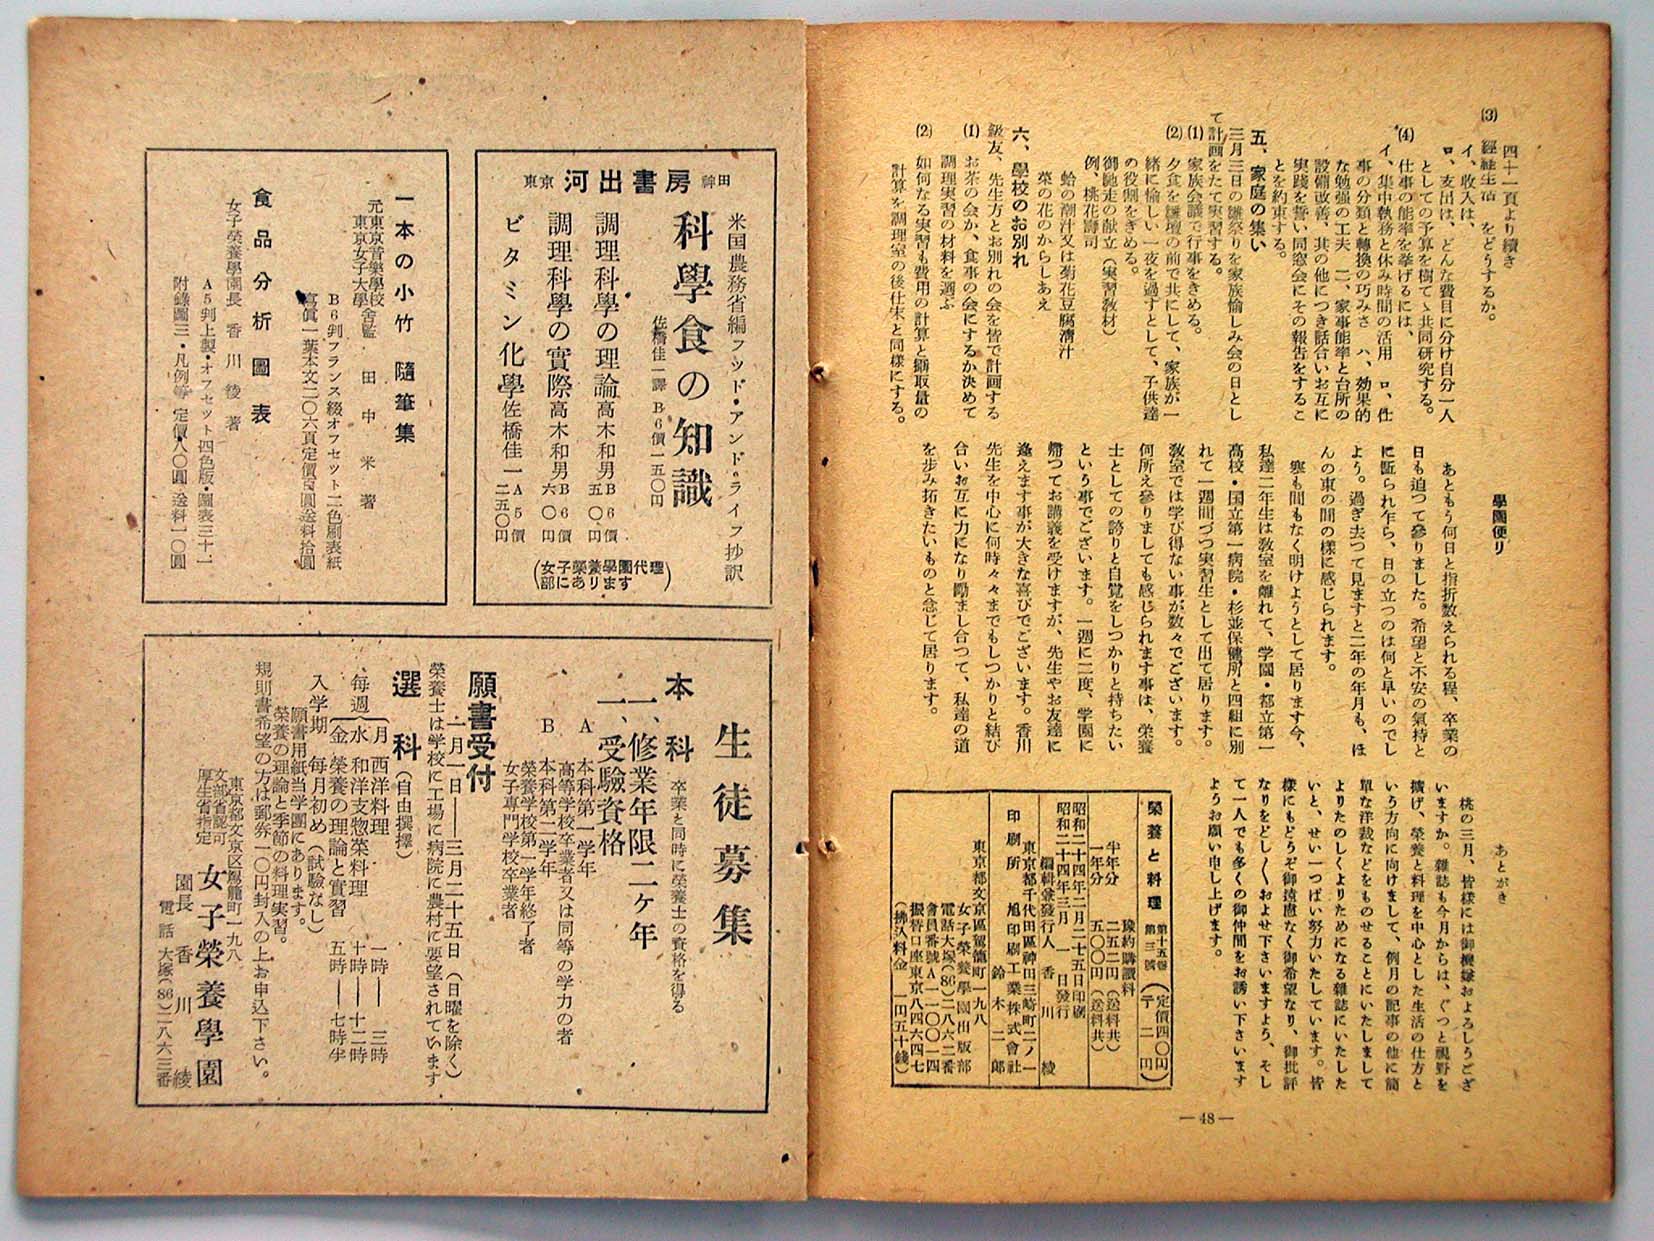 四十一頁より續き
(3) 經
をどうするか。
イ、收入は、
ロ、支出は、どんな費目に分け自分一人
としての予算を樹てゝ共同研究する。
(4) 仕事の能率を挙げるには、
イ、集中執務と休み時間の活用　ロ、仕
事の分類と轉換の巧みさ　ハ、効果的
な勉强の工夫　二、家事能率と台所の
設備改善、其の他につき話合いお互に
実践を誓い同窓会にその報告をするこ
とを約束する。
五、家庭の集い
三月三日の雛祭りを家族愉しみ会の日とし
て計画をたて実習する。
(1) 家族会議で行事をきめる。
(2) 夕食を雛壇の前で共にして、家族が一
緒に愉しい一夜を過すとして、子供達
の役割をきめる。
御馳走の献立（実習教材）
例、桃花壽司
蛤の潮汁又は菊花豆腐淸汁
菜の花のからしあえ
六、學校のお別れ
級友、先生方とお別れの会を皆で計画する
(1) お茶の会か、食事の会にするか決めて
調理実習の材料を選ぶ
(2) 如何なる実習も費用の計算と攝取量の
計算を調理室の後仕末と同様にする。
學園便り
あともう何日と指折数えられる程、卒業の
日も迫つて參りました。希望と不安の氣持と
に駈られ乍ら、日の立つのは何と早いのでし
よう。過ぎ去つて見ますと二年の年月も、ほ
んの束の間の樣に感じられます。
寒も間もなく明けようとして居ります今、
私達二年生は教室を離れて、学園・都立第一
高校・国立第一病院・杉並保健所と四組に別
れて一週間づつ実習生として出て居ります。
敎室では学び得ない事が数々でございます。
何所え參りましても感じられます事は、栄養
士としての誇りと自覚をしつかりと持ちたい
という事でございます。一週に二度、学園に
帰つてお講義を受けますが、先生やお友達に
逢えます事が大きな喜びでございます。香川
先生を中心に何時々々までもしつかりと結び
合いお互に力になり勵まし合つて、私達の道
を歩み拓きたいものと念じて居ります。
あとがき
桃の三月、皆樣には御機嫌およろしうござ
いますか。雜誌も今月からは、ぐつと視野を
擴げ、榮養と料理を中心とした生活の仕方と
いう方向に向けまして、例月の記事の他に簡
單な洋裁などをものせることにいたしまして
よりたのしくよりためになる雜誌にいたした
いと、せい一つぱい努力いたしています。皆
樣にもどうぞ御遠慮なく御希望なり、御批評
なりをどし〱およせ下さいますよう、そし
て一人でも多くの御仲間をお誘い下さいます
ようお願い申し上げます。
榮養と料理　第十五卷　第三號　（定價四〇円）（〒二円）
豫約購讀料
半年分　二五二円（送料共）
一年分　五〇〇円（送料共）
昭和二十四年二月二十五日印刷
昭和二十四年三月一日發行
編輯兼發行人　香川綾
東京都千代田區神田三崎町二ノ一
印刷所　旭印刷工業株式會社
鈴木二郎
東京都文京區駕籠町一九八
女子榮養學園出版部
電話大塚(86)二八六二番
會員番號A一一〇〇一四
振替口座東京八四六四七
（拂込料金　一円五十錢）
—48—
東京　河出書房　神田
米国農務省編フッド・アンド・ライフ抄訳
科學食の知識
佐橋佳一譯　B6價一五〇円
調理科學の理論　高木和男　B6價五〇円
調理科學の實際　高木和男　B6價六〇円
ビタミン化學　佐橋佳一　A5價二五〇円
（女子榮養學園代理部にあります）
一本の小竹　隨筆集
元東京音樂學校
東京女子大學舍監　田中米著
B6判フランス綴オフセット二色刷表紙
寫價一葉本文二〇六頁定價百圓送料拾圓
食品分析圖表
女子榮養學園長　香川綾著
A5判上製・オフセット四色版・圖表三十一
附錄圖三・凡例等　定價八〇圓　送料一〇圓
生徒募集
本科　卒業と同時に榮養士の資格を得る
一、修業年限二ヶ年
一、受驗資格
A　本科第一学年
高等学校卒業者又は同等の学力の者
B　本科第二学年
榮養学校第一学年終了者
女子專門学校卒業者
願書受付
一月一日——三月二十五日（日曜を除く）
榮養士は学校に工場に病院に農村に要望されています
選科（自由撰擇）
毎週
月　西洋料理　一時——三時
水　和洋支惣菜料理　十時——十二時
金　榮養の理論と實習　五時——七時半
入学期　毎月初め（試驗なし）
願書用紙当学園にあります。
榮養の理論と季節の料理実習。
規則書希望の方は郵券一〇円封入の上お申込下さい。
東京都文京区駕籠町一九八
文部省認可
厚生省指定　女子榮養學園
園長　香川綾
電話　大塚(86)二八六三番